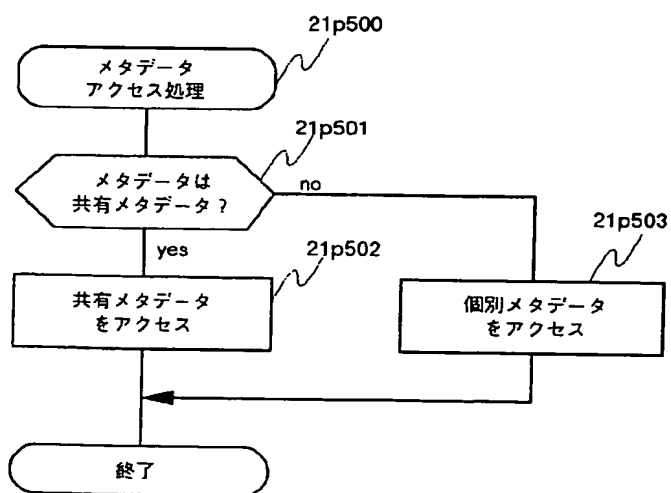 21p500
メタデータ
アクセス処理
21p501
メタデータは
共有メタデータ？
no
yes
21p502
共有メタデータ
をアクセス
21p503
個別メタデータ
をアクセス
終了